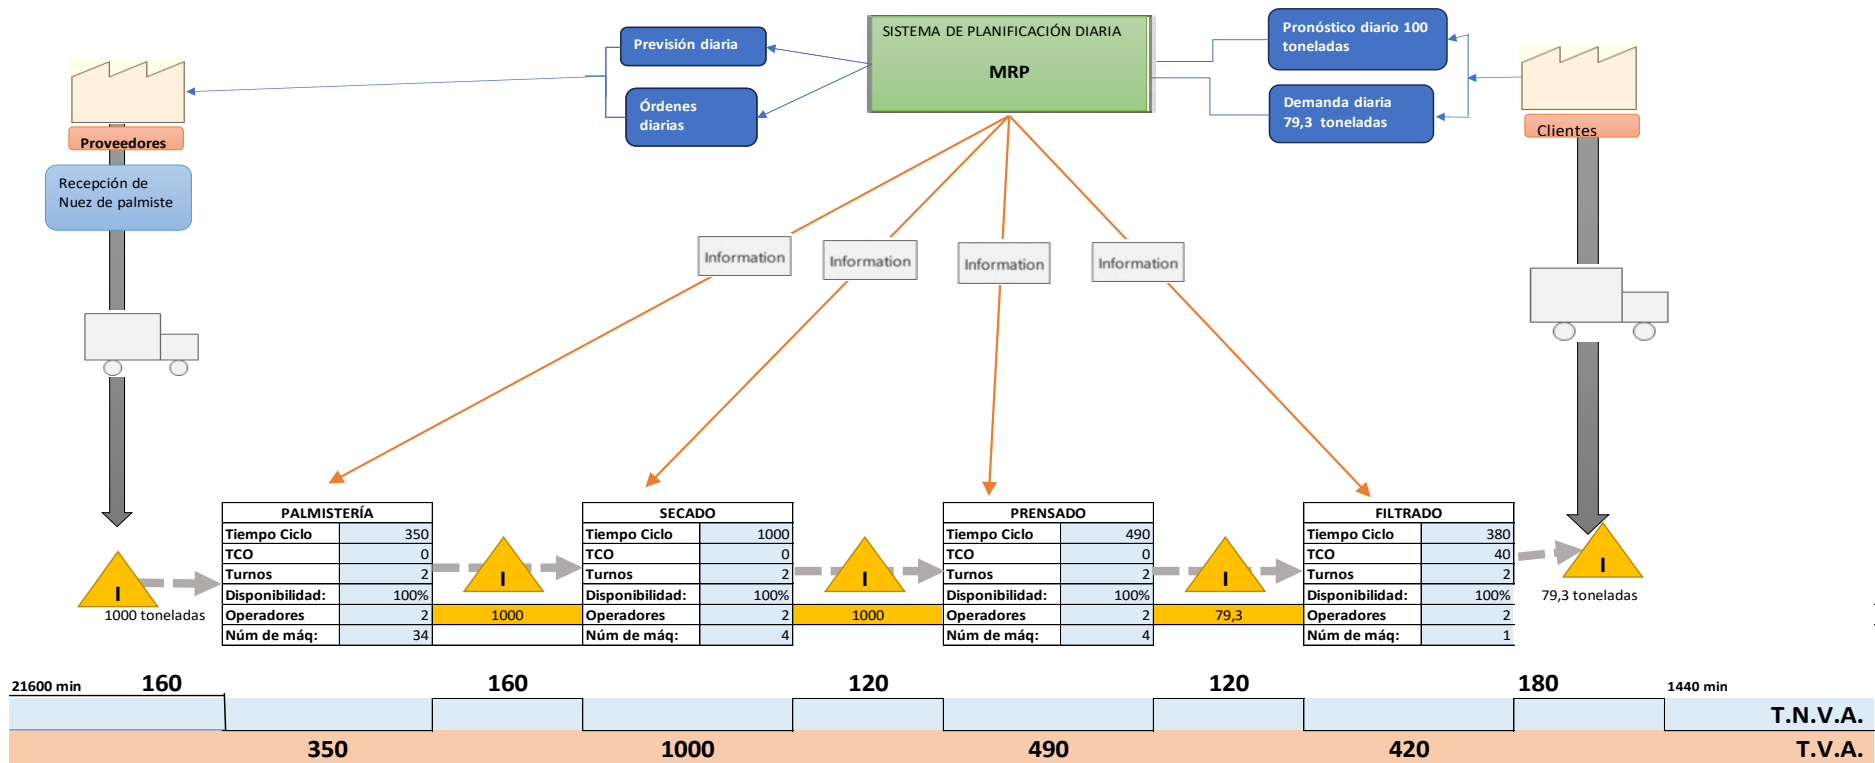 SISTEMA DE PLANIFICACIÓN DIARIA
MRP
Previsión diaria
Órdenes
diarias
Pronóstico diario 100
toneladas
Demanda diaria
79,3 toneladas
Proveedores
Clientes
Recepción de
Nuez de palmiste
Information
Information
Information
Information
I
1000 toneladas
PALMISTERÍA
Tiempo Ciclo 350
TCO 0
Turnos 2
Disponibilidad: 100%
Operadores 2
Núm de máq: 34
I
1000
SECADO
Tiempo Ciclo 1000
TCO 0
Turnos 2
Disponibilidad: 100%
Operadores 2
Núm de máq: 4
I
1000
PRENSADO
Tiempo Ciclo 490
TCO 0
Turnos 2
Disponibilidad: 100%
Operadores 2
Núm de máq: 4
I
79,3
FILTRADO
Tiempo Ciclo 380
TCO 40
Turnos 2
Disponibilidad: 100%
Operadores 2
Núm de máq: 1
I
79,3 toneladas
21600 min 160 160 120 120 180 1440 min
T.N.V.A.
350 1000 490 420 T.V.A.